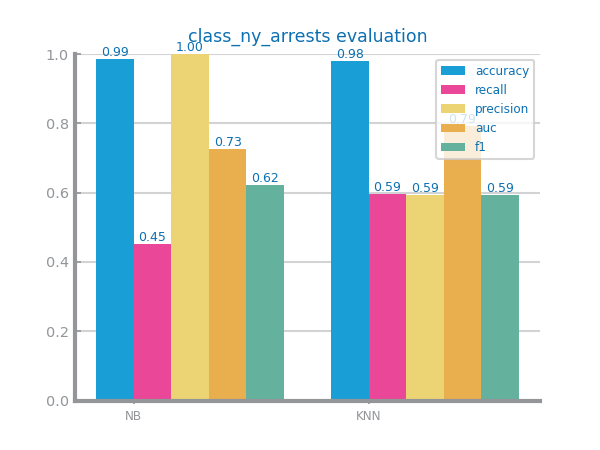 class_ny_arrests evaluation
1.0
0.8
0.6
0.4
0.2
0.0
0.99
0.45
1.00
0.73
0.62
0.98
0.59
0.59
0.79
0.59
accuracy
recall
precision
auc
f1
NB
KNN